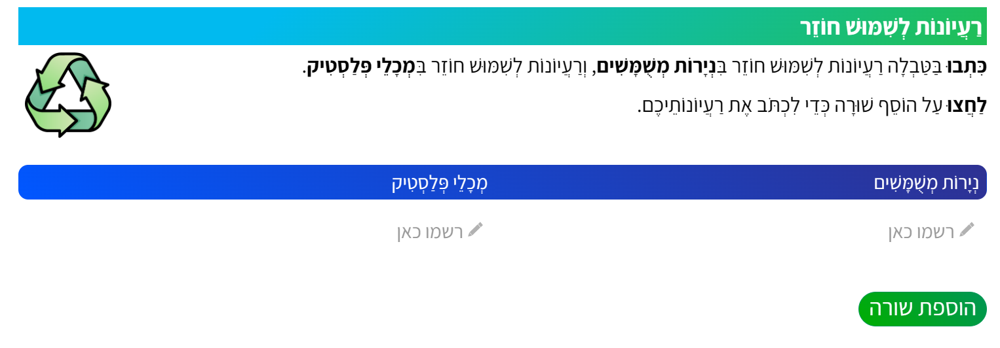 רַעֲיוֹנוֹת לְשִׁמּוּשׁ חוֹזֵר
כִּתְבוּ בַּטַּבְלָה רַעֲיוֹנוֹת לְשִׁמּוּשׁ חוֹזֵר בִּנְיָרוֹת מְשֻׁמָּשִׁים, וְרַעֲיוֹנוֹת לְשִׁמּוּשׁ חוֹזֵר בִּמְכָלֵי פְּלַסְטִיק.
לַחֲצוּ עַל הוֹסֵף שׁוּרָה כְּדֵי לִכְתֹּב אֶת רַעֲיוֹנוֹתֵיכֶם.
נְיָרוֹת מְשֻׁמָּשִׁים מְכָלֵי פְּלַסְטִיק
רשמו כאן רשמו כאן
הוספת שורה